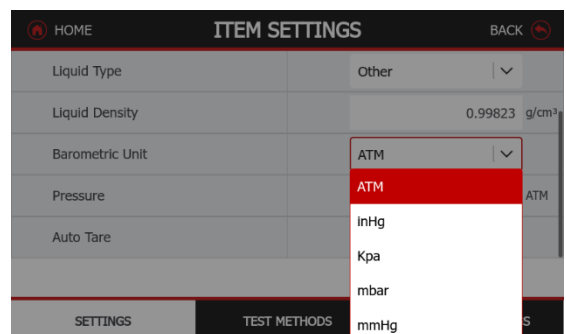 HOME ITEM SETTINGS BACK
Liquid Type Other
Liquid Density 0.99823 g/cm³
Barometric Unit ATM
ATM
Pressure ATM
inHg
Auto Tare
Kpa
mbar
SETTINGS TEST METHODS mmHg S